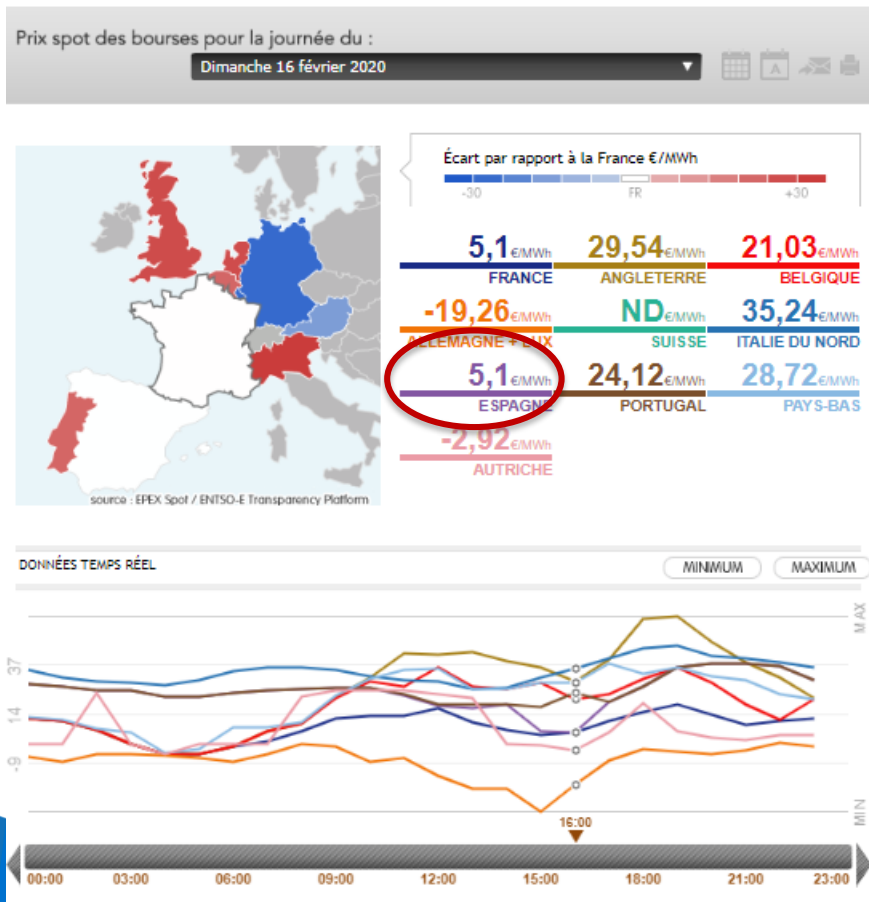 Prix spot des bourses pour la journée du :
Dimanche 16 février 2020
A
Écart par rapport à la France €/MWh
-30 FR +30
5,1 €/MWh 29,54 €/MWh 21,03 €/MWh
FRANCE ANGLETERRE BELGIQUE
-19,26 €/MWh ND €/MWh 35,24 €/MWh
ALLEMAGNE + LUX SUISSE ITALIE DU NORD
5,1 €/MWh 24,12 €/MWh 28,72 €/MWh
ESPAGNE PORTUGAL PAYS-BAS
-2,92 €/MWh
AUTRICHE
source : EPEX Spot / ENTSO-E Transparency Platform
DONNÉES TEMPS RÉEL MINIMUM MAXIMUM
MAX
37
14
-9
MIN
16:00
00:00 03:00 06:00 09:00 12:00 15:00 18:00 21:00 23:00